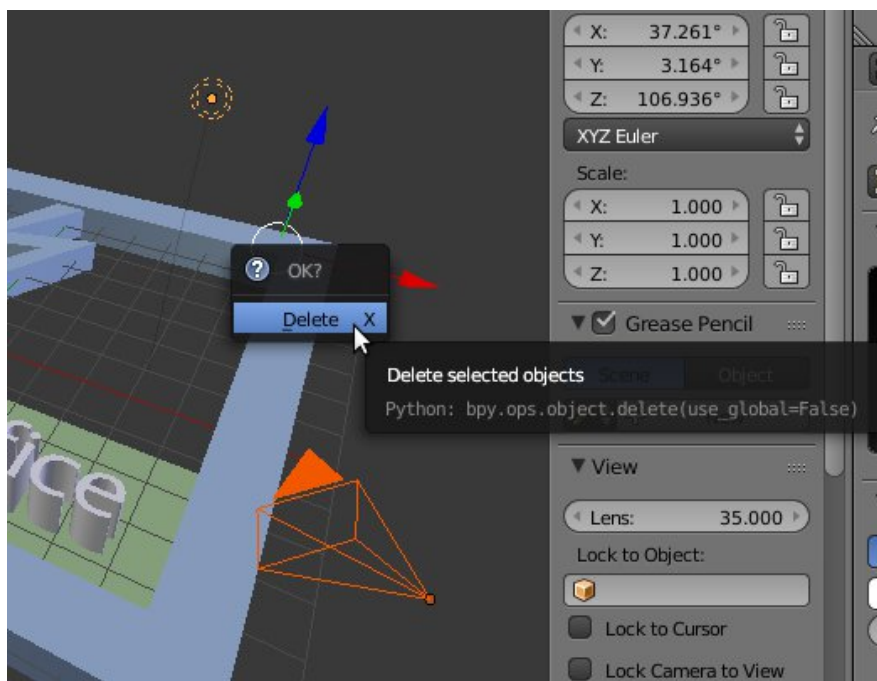 X: 37.261°
Y: 3.164°
Z: 106.936°
XYZ Euler
Scale:
X: 1.000
Y: 1.000
Z: 1.000
OK?
Delete X
Grease Pencil
Delete selected objects
Scene Object
Python: bpy.ops.object.delete(use_global=False)
View
Lens: 35.000
Lock to Object:
fice
Lock to Cursor
Lock Camera to View